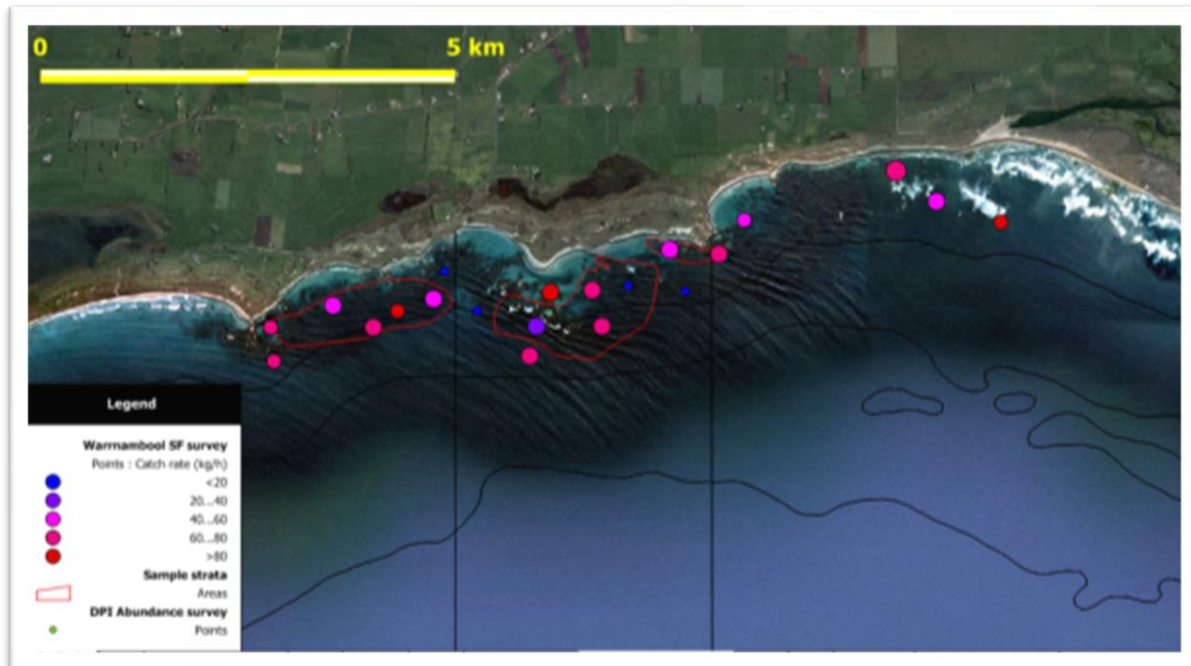 0 5 km
Legend
Warrnambool SF survey
Points : Catch rate (kg/h)
<20
20...40
40...60
60...80
>80
Sample strata
Areas
DPI Abundance survey
Points